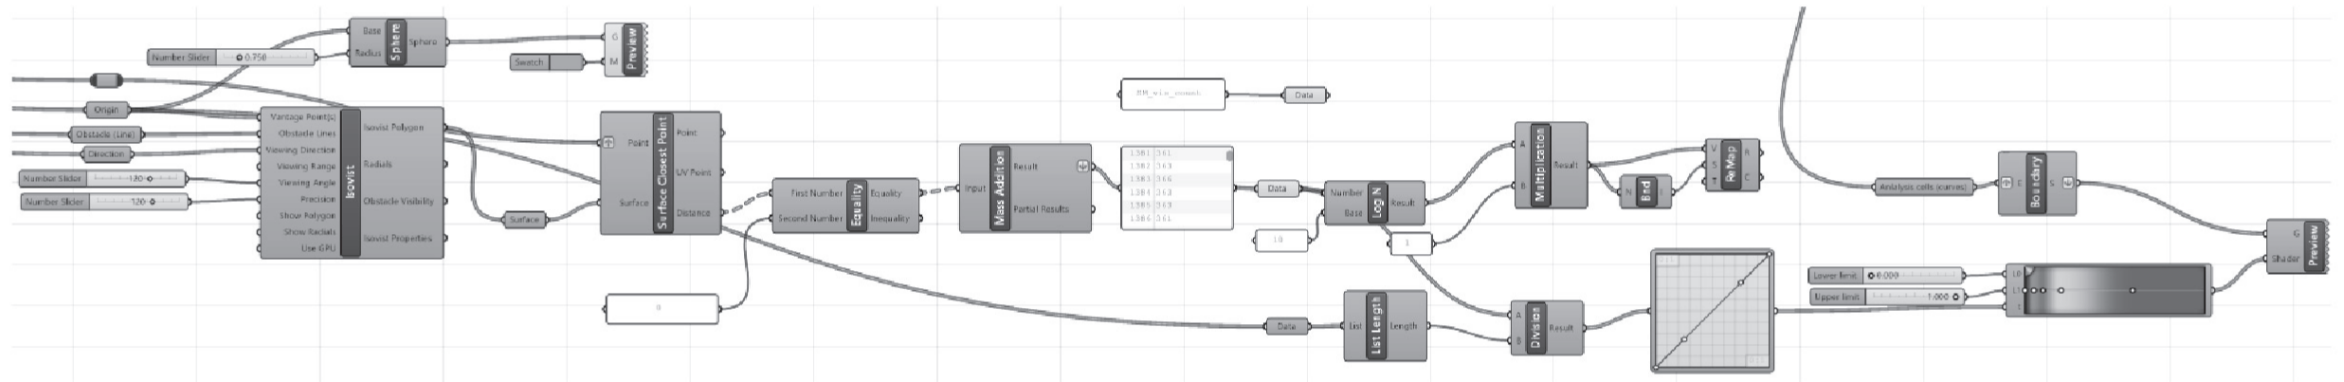 Number Slider 0.750
Base
Radius
Sphere
Sphere
Swatch
G
M
Preview
Origin
Obstacle (Line)
Direction
Number Slider 120
Number Slider 120
Vantage Point(s)
Obstacle Lines
Viewing Direction
Viewing Range
Viewing Angle
Precision
Show Polygon
Show Radials
Use GPU
Isovist
Isovist Polygon
Radials
Obstacle Visibility
Isovist Properties
Surface
Point
Surface
Surface Closest Point
Point
UV Point
Distance
0
First Number
Second Number
Equality
Equality
Inequality
Input
Mass Addition
Result
Partial Results
Data
Data
10
Number
Base
Log N
Result
1
A
B
Multiplication
Result
N
Bnd
I
V
S
T
ReMap
R
C
Data
List
List Length
Length
A
B
Division
Result
Lower limit 0.000
Upper limit 1.000
L0
L1
t
Boundary
E
S
G
Shader
Preview